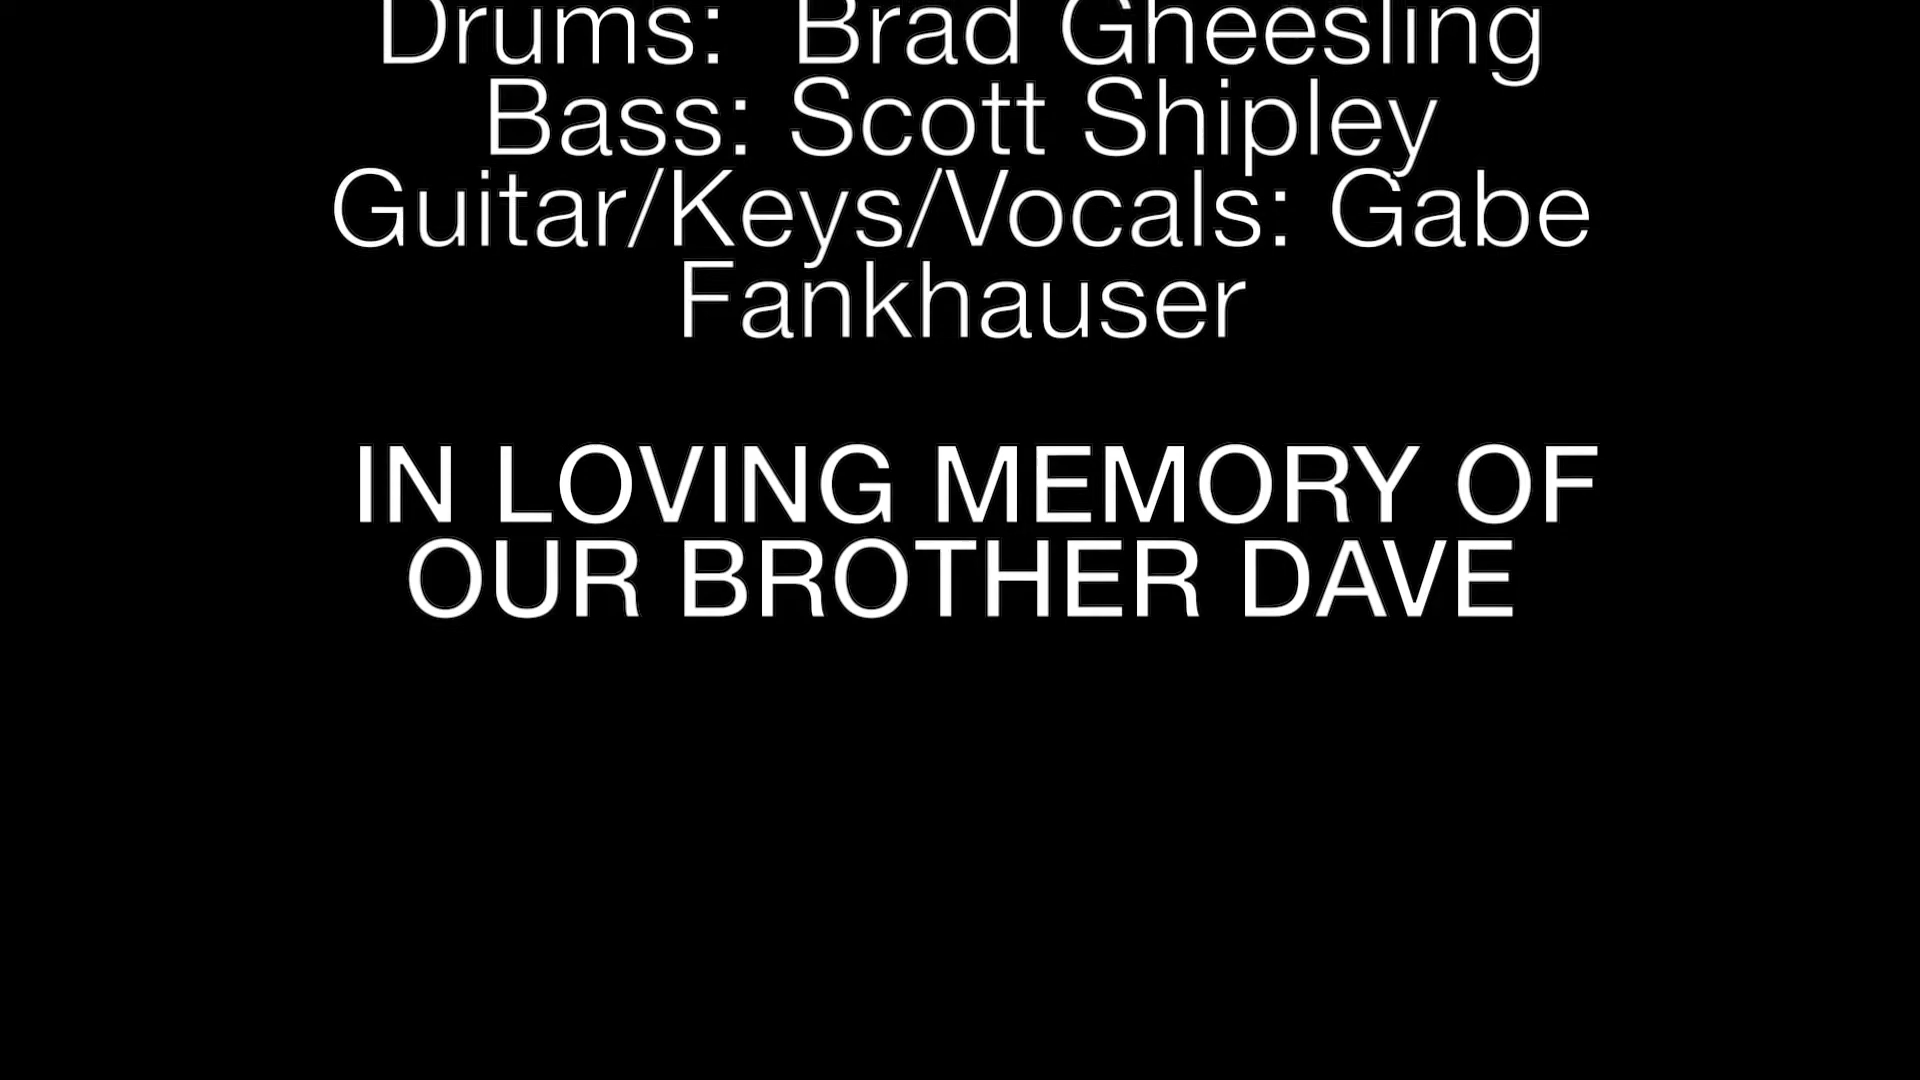 Drums:  Brad Gheesling
Bass: Scott Shipley
Guitar/Keys/Vocals: Gabe
Fankhauser
IN LOVING MEMORY OF
OUR BROTHER DAVE